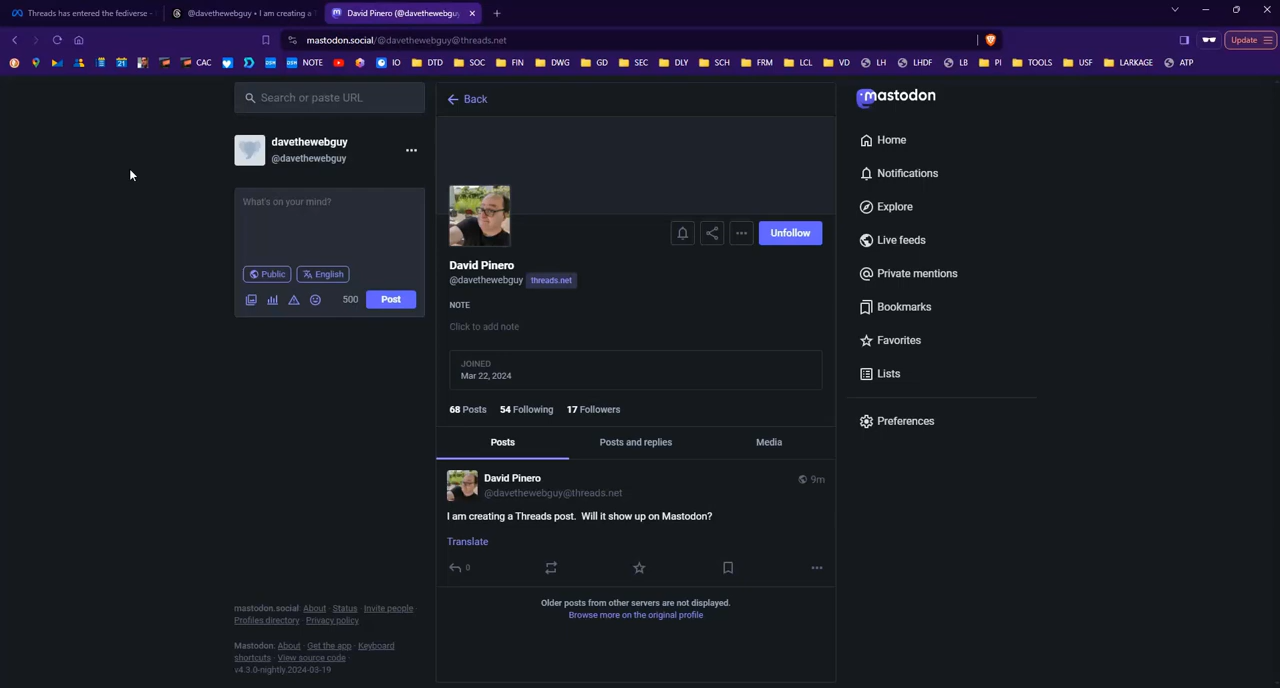 Threads has entered the fediverse -
@davethewebguy • I am creating a
David Pinero (@davethewebguy
mastodon.social/@davethewebguy@threads.net
Update
CAC
NOTE
IO
DTD
SOC
FIN
DWG
GD
SEC
DLY
SCH
FRM
LCL
VD
LH
LHDF
LB
PI
TOOLS
USF
LARKAGE
ATP
Search or paste URL
davethewebguy
@davethewebguy
What's on your mind?
Public
English
500
Post
mastodon.social: About · Status · Invite people ·
Profiles directory · Privacy policy
Mastodon: About · Get the app · Keyboard
shortcuts · View source code ·
v4.3.0-nightly.2024-03-19
Back
Unfollow
David Pinero
@davethewebguy threads.net
NOTE
Click to add note
JOINED
Mar 22, 2024
68 Posts 54 Following 17 Followers
Posts
Posts and replies
Media
David Pinero
9m
@davethewebguy@threads.net
I am creating a Threads post. Will it show up on Mastodon?
Translate
0
Older posts from other servers are not displayed.
Browse more on the original profile
mastodon
Home
Notifications
Explore
Live feeds
Private mentions
Bookmarks
Favorites
Lists
Preferences